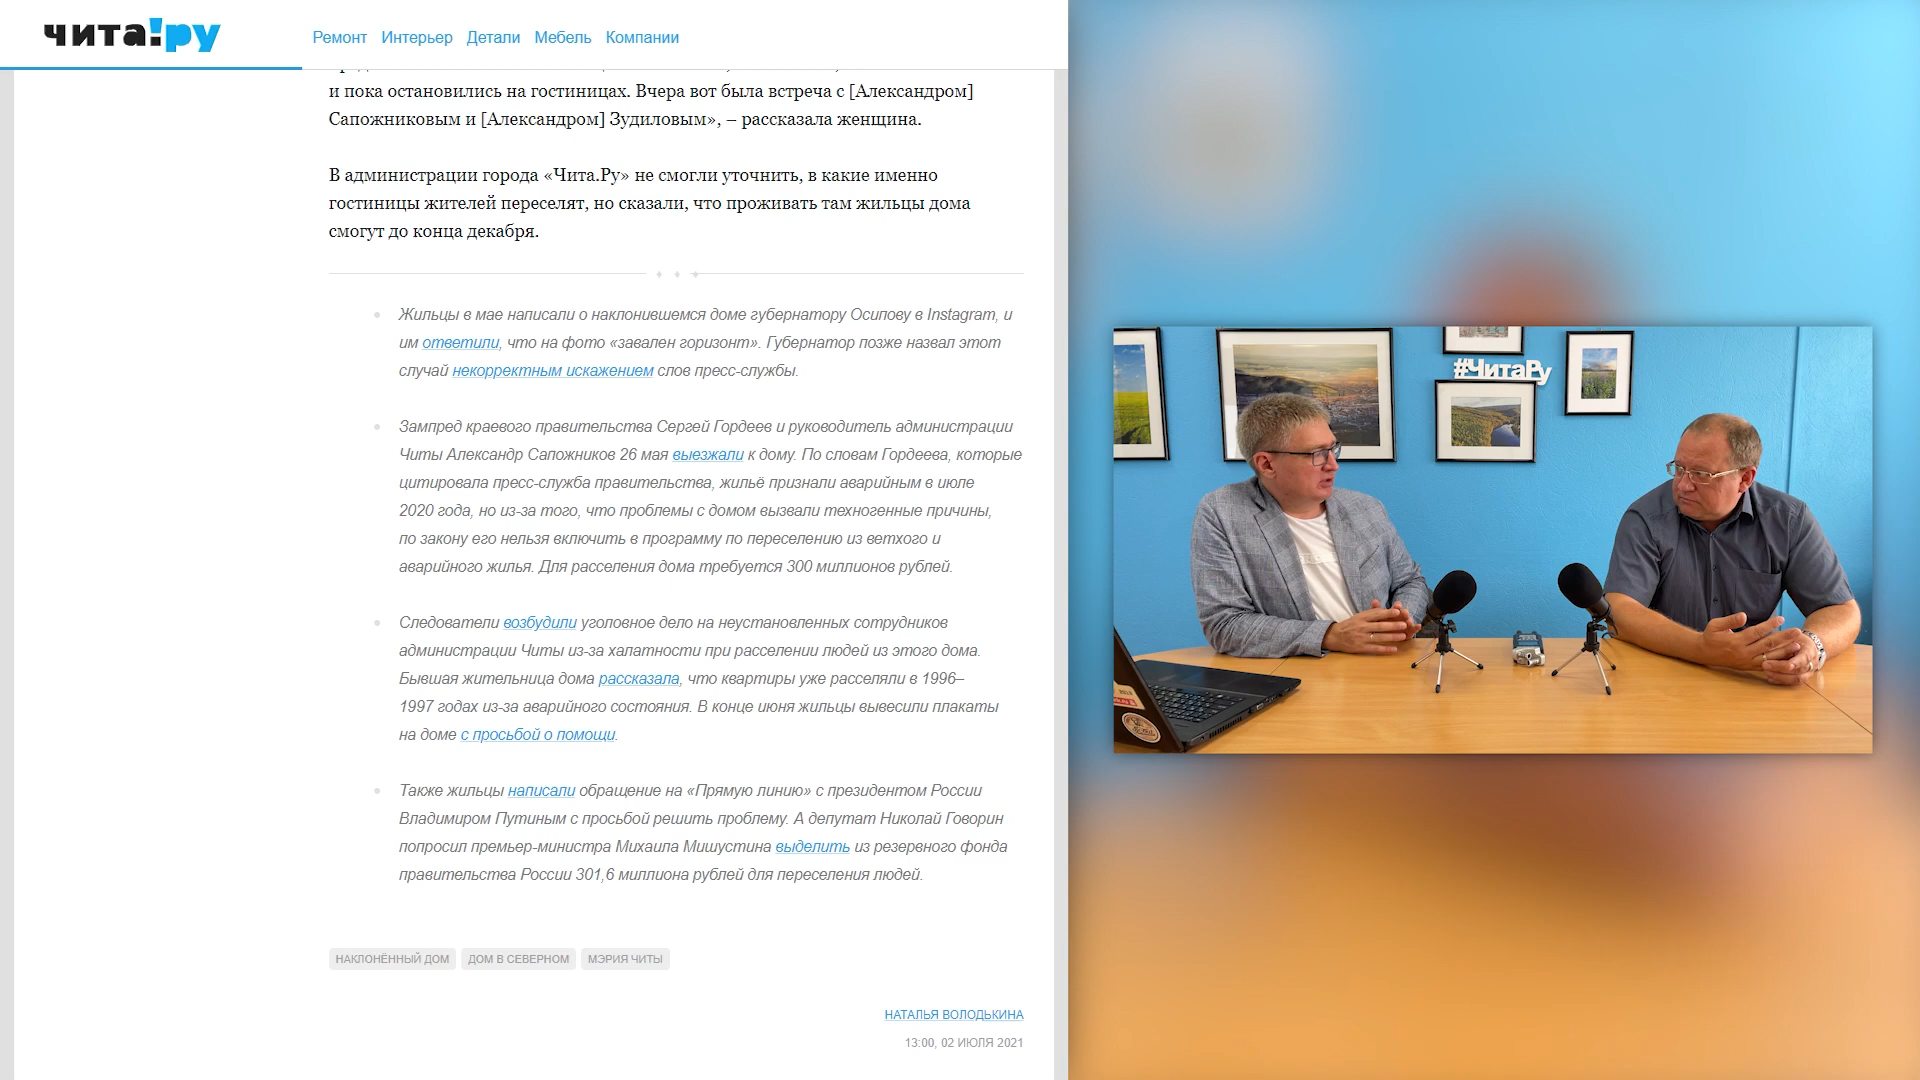 чита!ру
Ремонт Интерьер Детали Мебель Компании
и пока остановились на гостиницах. Вчера вот была встреча с [Александром]
Сапожниковым и [Александром] Зудиловым», – рассказала женщина.
В администрации города «Чита.Ру» не смогли уточнить, в какие именно
гостиницы жителей переселят, но сказали, что проживать там жильцы дома
смогут до конца декабря.
Жильцы в мае написали о наклонившемся доме губернатору Осипову в Instagram, и
им ответили, что на фото «завален горизонт». Губернатор позже назвал этот
случай некорректным искажением слов пресс-службы.
Зампред краевого правительства Сергей Гордеев и руководитель администрации
Читы Александр Сапожников 26 мая выезжали к дому. По словам Гордеева, которые
цитировала пресс-служба правительства, жильё признали аварийным в июле
2020 года, но из-за того, что проблемы с домом вызвали техногенные причины,
по закону его нельзя включить в программу по переселению из ветхого и
аварийного жилья. Для расселения дома требуется 300 миллионов рублей.
Следователи возбудили уголовное дело на неустановленных сотрудников
администрации Читы из-за халатности при расселении людей из этого дома.
Бывшая жительница дома рассказала, что квартиры уже расселяли в 1996–
1997 годах из-за аварийного состояния. В конце июня жильцы вывесили плакаты
на доме с просьбой о помощи.
Также жильцы написали обращение на «Прямую линию» с президентом России
Владимиром Путиным с просьбой решить проблему. А депутат Николай Говорин
попросил премьер-министра Михаила Мишустина выделить из резервного фонда
правительства России 301,6 миллиона рублей для переселения людей.
НАКЛОНЁННЫЙ ДОМ ДОМ В СЕВЕРНОМ МЭРИЯ ЧИТЫ
НАТАЛЬЯ ВОЛОДЬКИНА
13:00, 02 ИЮЛЯ 2021
#ЧитаРу